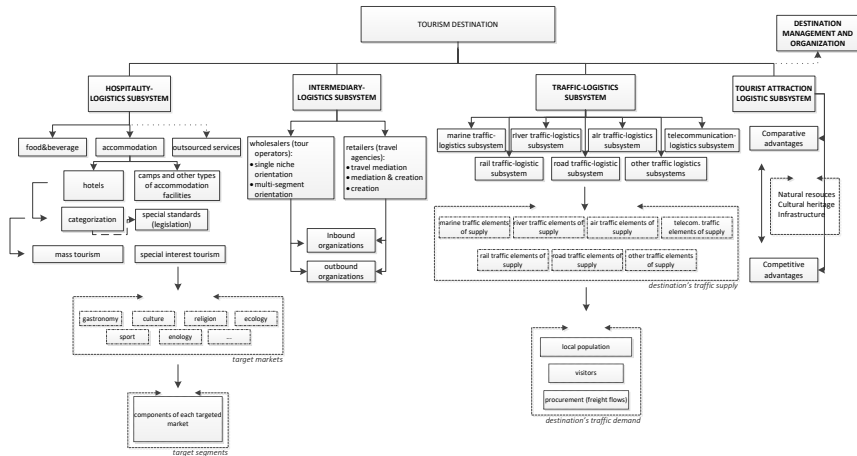 TOURISM DESTINATION
DESTINATION
MANAGEMENT AND
ORGANIZATION
HOSPITALITY-
LOGISTICS SUBSYSTEM
INTERMEDIARY-
LOGISTICS SUBSYSTEM
TRAFFIC-LOGISTICS
SUBSYSTEM
TOURIST ATTRACTION
LOGISTIC SUBSYSTEM
food&beverage
accommodation
outsourced services
hotels
camps and other types
of accommodation
facilities
categorization
special standards
(legislation)
mass tourism
special interest tourism
gastronomy
culture
religion
ecology
sport
enology
...
target markets
components of each targeted
market
target segments
wholesalers (tour
operators):
• single niche
orientation
• multi-segment
orientation
retailers (travel
agencies):
• travel mediation
• mediation & creation
• creation
Inbound
organizations
outbound
organizations
marine traffic-
logistics subsystem
river traffic-logistics
subsystem
air traffic-logistics
subsystem
telecommunication-
logistics subsystem
rail traffic-logistic
subsystem
road traffic-logistic
subsystem
other traffic logistics
subsystems
marine traffic elements
of supply
river traffic elements of
supply
air traffic elements of
supply
telecom. traffic
elements of supply
rail traffic elements of
supply
road traffic elements of
supply
other traffic elements of
supply
destination's traffic supply
local population
visitors
procurement (freight flows)
destination's traffic demand
Comparative
advantages
Natural resouces
Cultural heritage
Infrastructure
Competitive
advantages